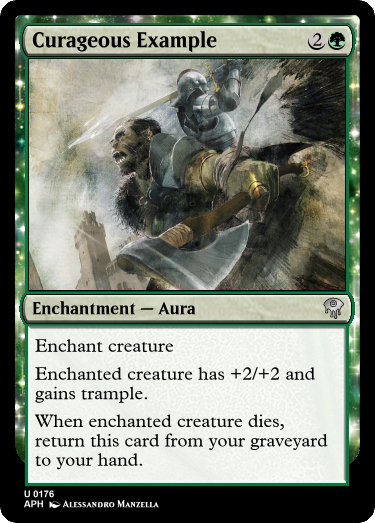 Curageous Example 2
Enchantment — Aura
Enchant creature
Enchanted creature has +2/+2 and
gains trample.
When enchanted creature dies,
return this card from your graveyard
to your hand.
U 0176
APH Alessandro Manzella